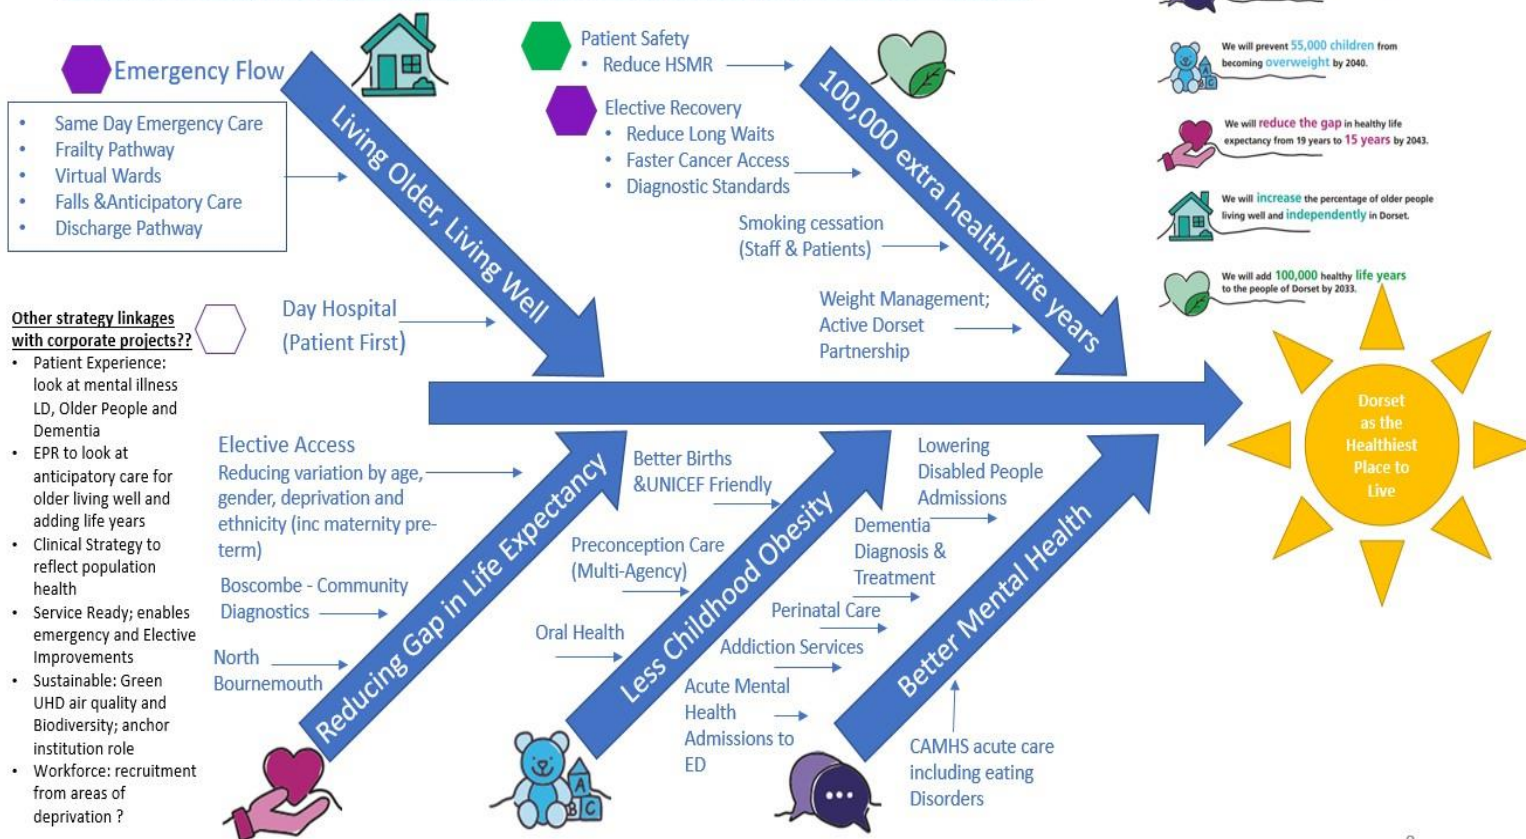 Emergency Flow
• Same Day Emergency Care
• Frailty Pathway
• Virtual Wards
• Falls &Anticipatory Care
• Discharge Pathway
Living Older, Living Well
Day Hospital
(Patient First)
Patient Safety
• Reduce HSMR
Elective Recovery
• Reduce Long Waits
• Faster Cancer Access
• Diagnostic Standards
Smoking cessation
(Staff & Patients)
Weight Management;
Active Dorset
Partnership
100,000 extra healthy life years
We will prevent 55,000 children from
becoming overweight by 2040.
We will reduce the gap in healthy life
expectancy from 19 years to 15 years by 2043.
We will increase the percentage of older people
living well and independently in Dorset.
We will add 100,000 healthy life years
to the people of Dorset by 2033.
Other strategy linkages
with corporate projects??
• Patient Experience:
look at mental illness
LD, Older People and
Dementia
• EPR to look at
anticipatory care for
older living well and
adding life years
• Clinical Strategy to
reflect population
health
• Service Ready; enables
emergency and Elective
Improvements
• Sustainable: Green
UHD air quality and
Biodiversity; anchor
institution role
• Workforce: recruitment
from areas of
deprivation ?
Elective Access
Reducing variation by age,
gender, deprivation and
ethnicity (inc maternity pre-
term)
Boscombe - Community
Diagnostics
North
Bournemouth
Reducing Gap in Life Expectancy
Better Births
&UNICEF Friendly
Preconception Care
(Multi-Agency)
Oral Health
Less Childhood Obesity
A
B C
Lowering
Disabled People
Admissions
Dementia
Diagnosis &
Treatment
Perinatal Care
Addiction Services
Acute Mental
Health
Admissions to
ED
Better Mental Health
CAMHS acute care
including eating
Disorders
Dorset
as the
Healthiest
Place to
Live